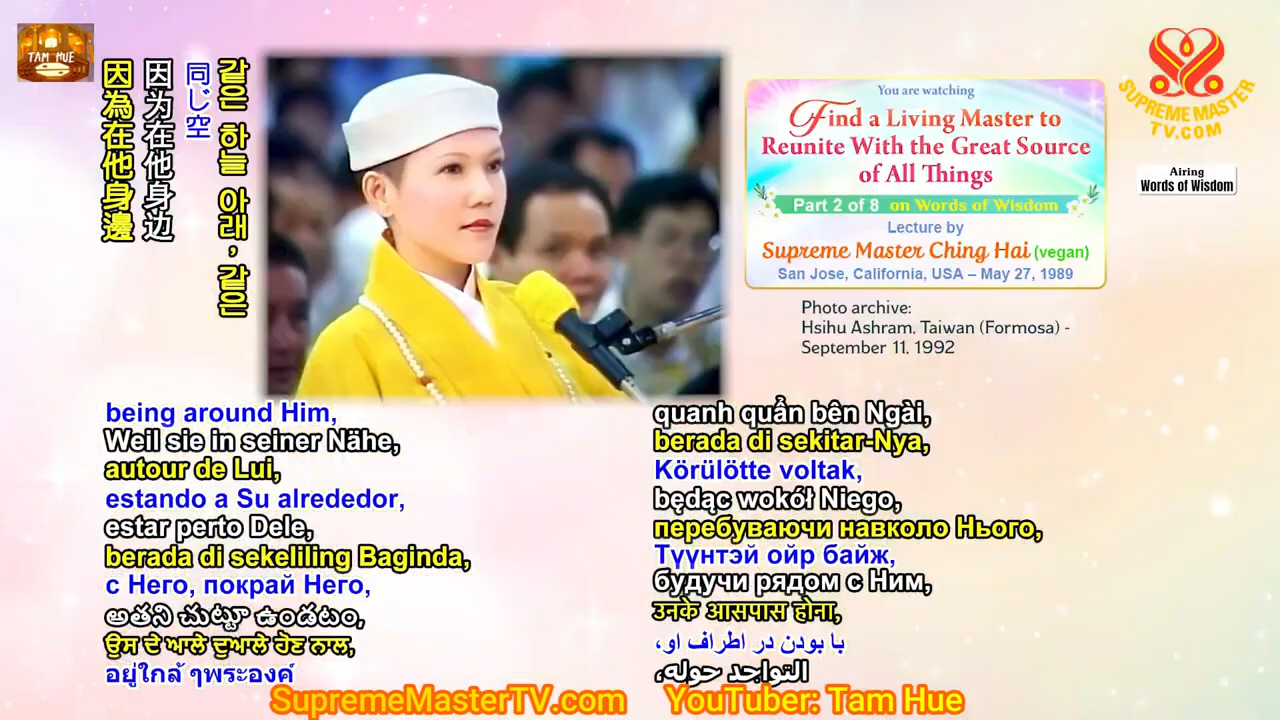 TAM HUE
因為在他身邊
因为在他身边
同じ空
같은 하늘 아래, 같은
You are watching
Find a Living Master to
Reunite With the Great Source
of All Things
Part 2 of 8 on Words of Wisdom
Lecture by
Supreme Master Ching Hai (vegan)
San Jose, California, USA – May 27, 1989
SUPREME MASTER
TV.COM
Airing
Words of Wisdom
Photo archive:
Hsihu Ashram, Taiwan (Formosa) -
September 11, 1992
being around Him,
Weil sie in seiner Nähe,
autour de Lui,
estando a Su alrededor,
estar perto Dele,
berada di sekeliling Baginda,
с Него, покрай Него,
అతని చుట్టూ ఉండటం,
ਉਸ ਦੇ ਆਲੇ ਦੁਆਲੇ ਹੋਣ ਨਾਲ,
อยู่ใกล้ ๆพระองค์
quanh quẩn bên Ngài,
berada di sekitar-Nya,
Körülötte voltak,
będąc wokół Niego,
перебуваючи навколо Нього,
Түүнтэй ойр байж,
будучи рядом с Ним,
उनके आसपास होना,
با بودن در اطراف او،
التواجد حوله،
SupremeMasterTV.com
YouTuber: Tam Hue